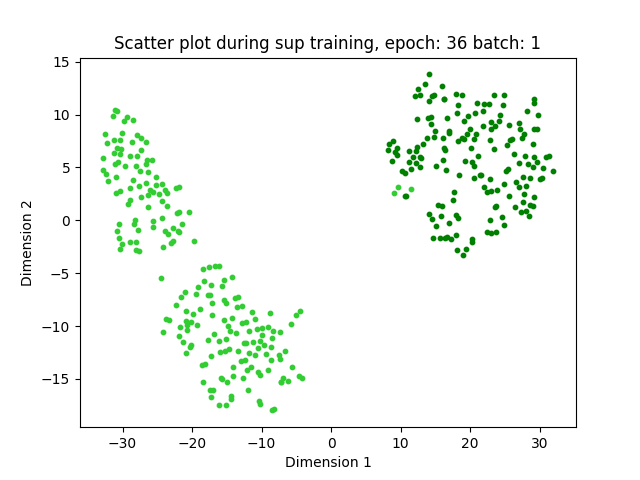 Scatter plot during sup training, epoch: 36 batch: 1
15
10
5
0
−5
−10
−15
Dimension 2
−30 −20 −10 0 10 20 30
Dimension 1